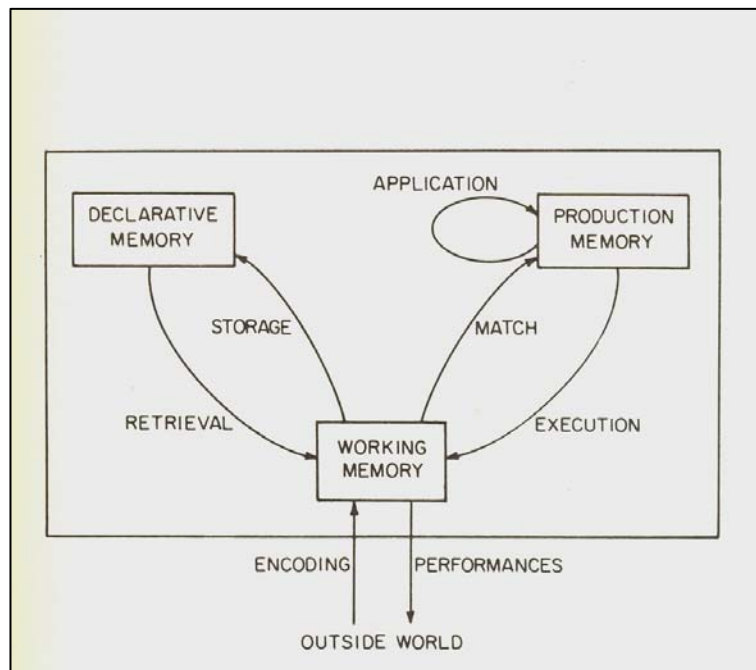 APPLICATION
DECLARATIVE
MEMORY
PRODUCTION
MEMORY
STORAGE
MATCH
RETRIEVAL
EXECUTION
WORKING
MEMORY
ENCODING
PERFORMANCES
OUTSIDE WORLD